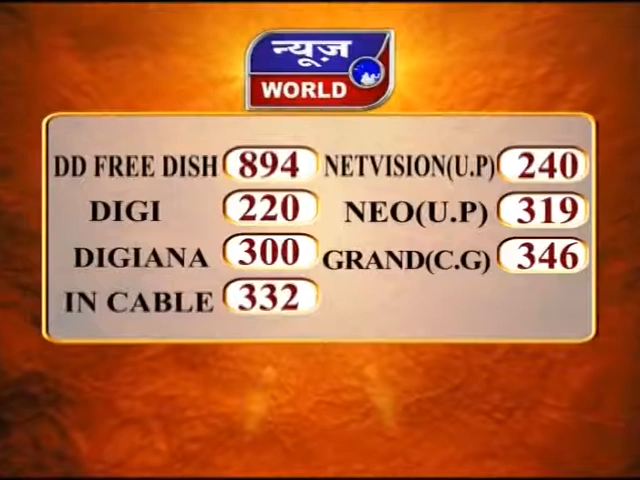 न्यूज़
WORLD
DD FREE DISH 894 NETVISION(U.P) 240
DIGI 220 NEO(U.P) 319
DIGIANA 300 GRAND(C.G) 346
IN CABLE 332